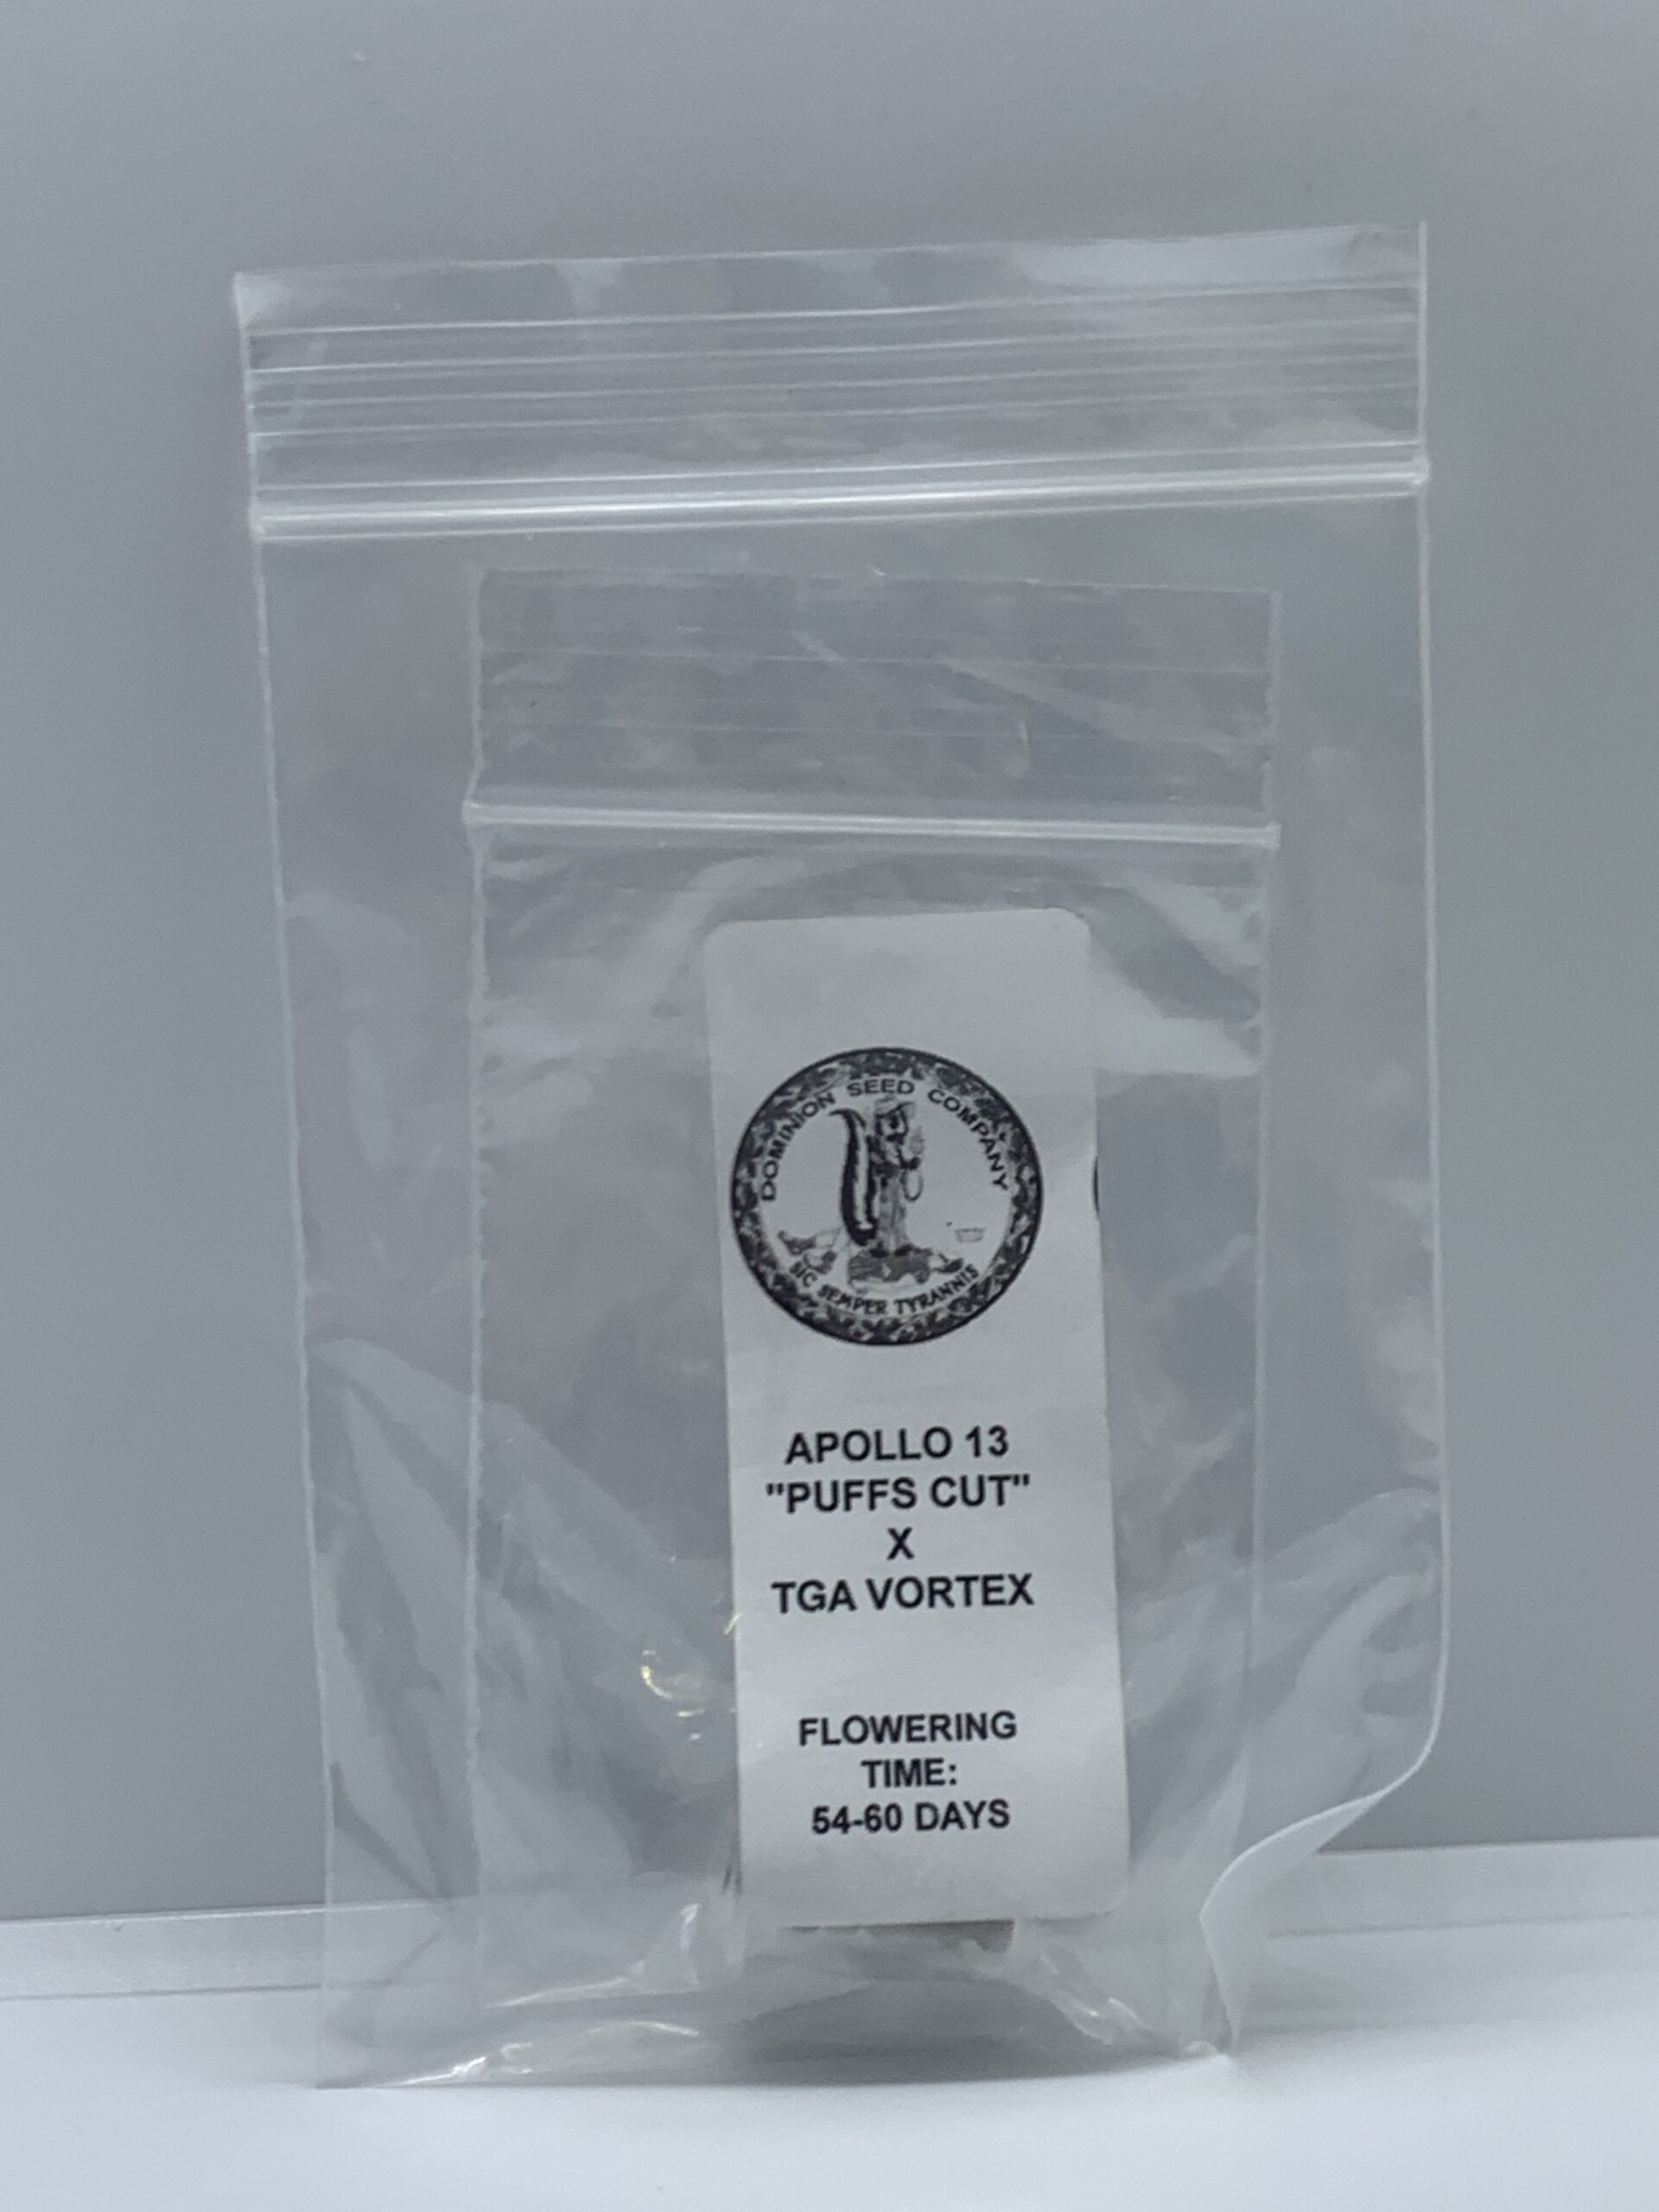 DOMINION SEED COMPANY
SIC SEMPER TYRANNIS
APOLLO 13
"PUFFS CUT"
X
TGA VORTEX
FLOWERING
TIME:
54-60 DAYS